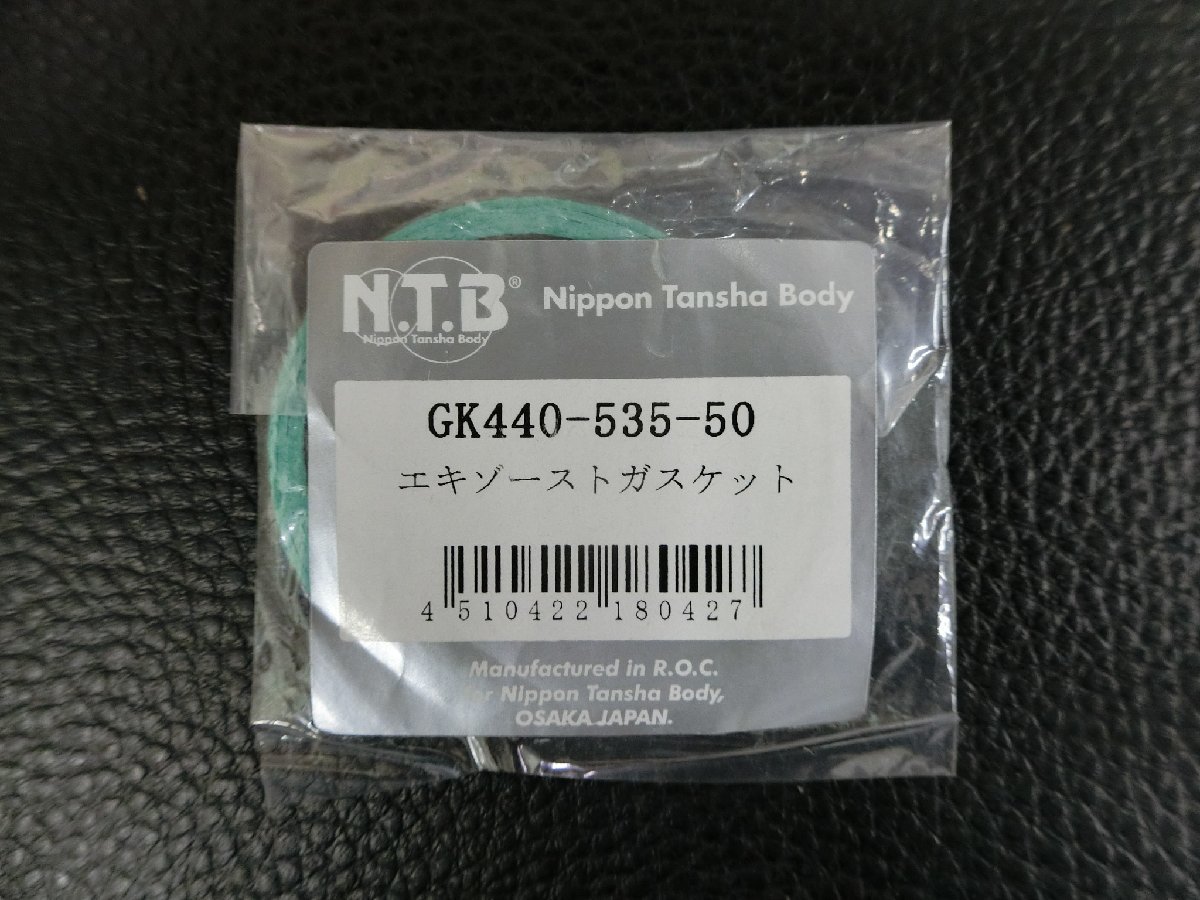 N.T.B®
Nippon Tansha Body
Nippon Tansha Body
GK440-535-50
エキゾーストガスケット
4 510422 180427
Manufactured in R.O.C.
for Nippon Tansha Body,
OSAKA JAPAN.